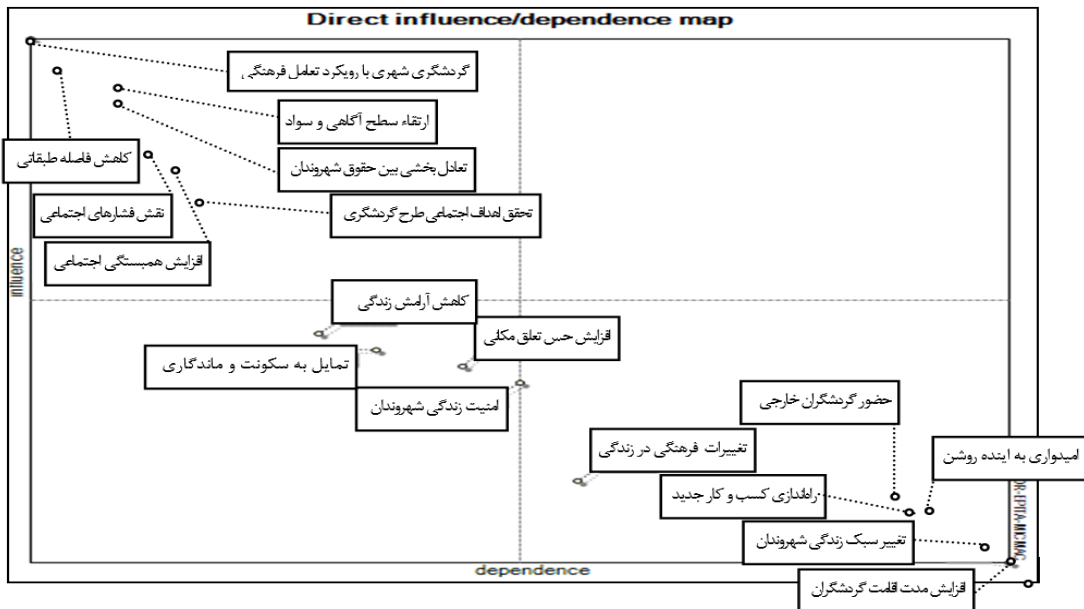 Direct influence/dependence map
گردشگری شهری با رویکرد تعامل فرهنگی
ارتقاء سطح آگاهی و سواد
کاهش فاصله طبقاتی
تعادل بخشی بین حقوق شهروندان
نقش فشارهای اجتماعی
تحقق اهداف اجتماعی طرح گردشگری
افزایش همبستگی اجتماعی
influence
کاهش آرامش زندگی
افزایش حس تعلق مکانی
تمایل به سکونت و ماندگاری
امنیت زندگی شهروندان
حضور گردشگران خارجی
تغییرات فرهنگی در زندگی
امیدواری به اینده روشن
راه‌اندازی کسب و کار جدید
تغییر سبک زندگی شهروندان
افزایش مدت اقامت گردشگران
dependence